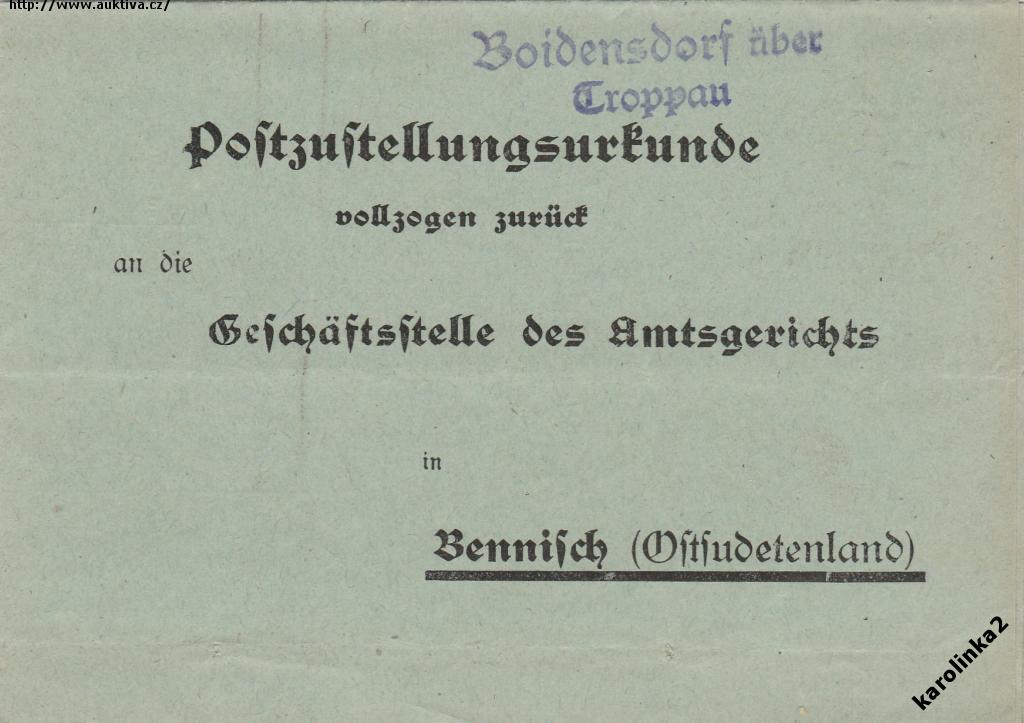 http://www.auktiva.cz/
Boidensdorf über
Troppau
Postzustellungsurkunde
vollzogen zurück
an die
Geschäftsstelle des Amtsgerichts
in
Bennisch (Ostsudetenland)
karolinka2